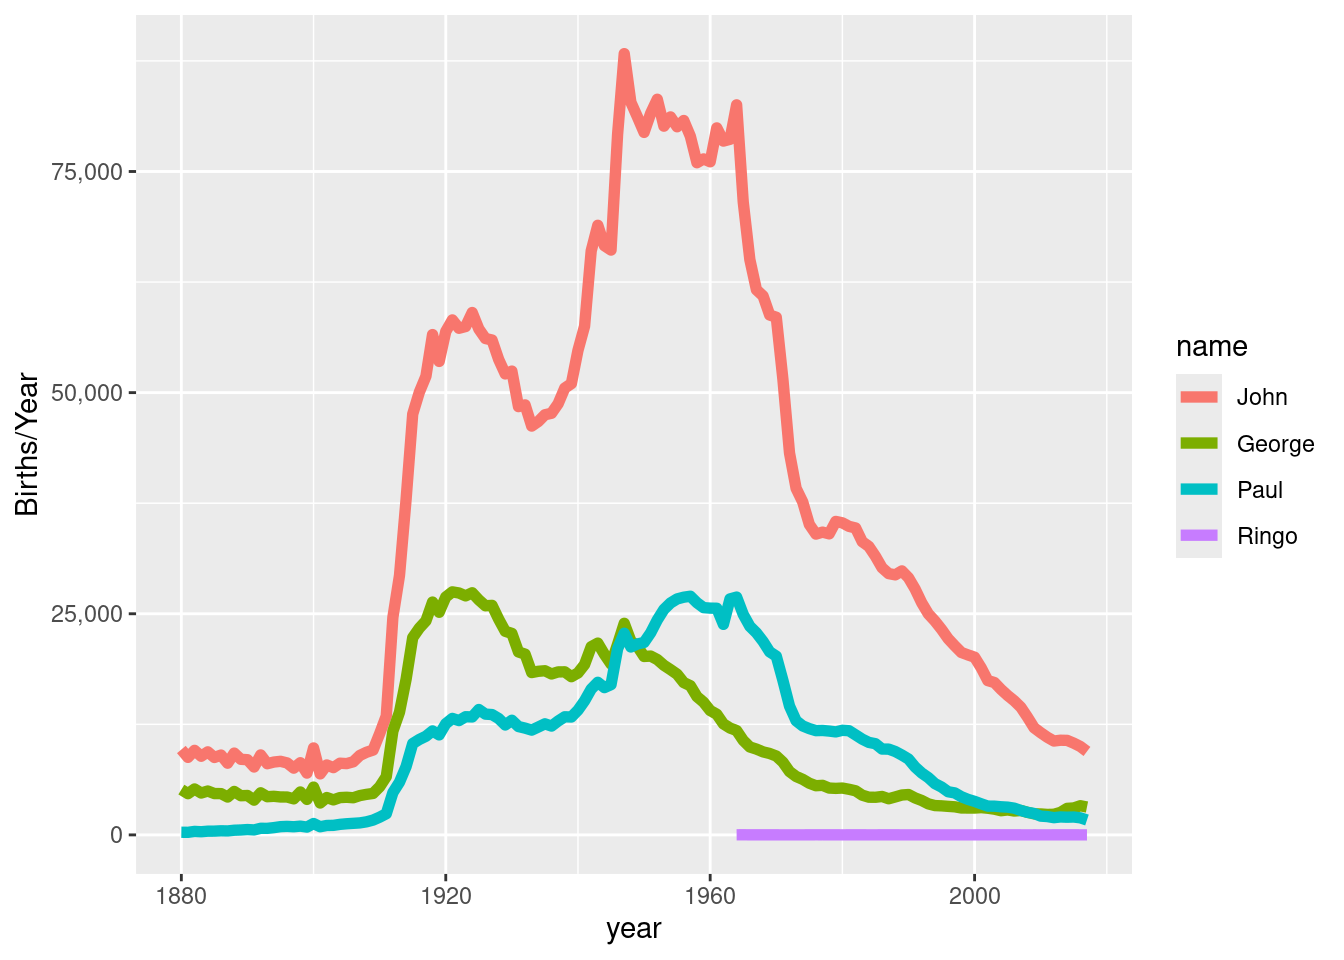 75,000
50,000
25,000
0
1880
1920
1960
2000
year
Births/Year
name
John
George
Paul
Ringo